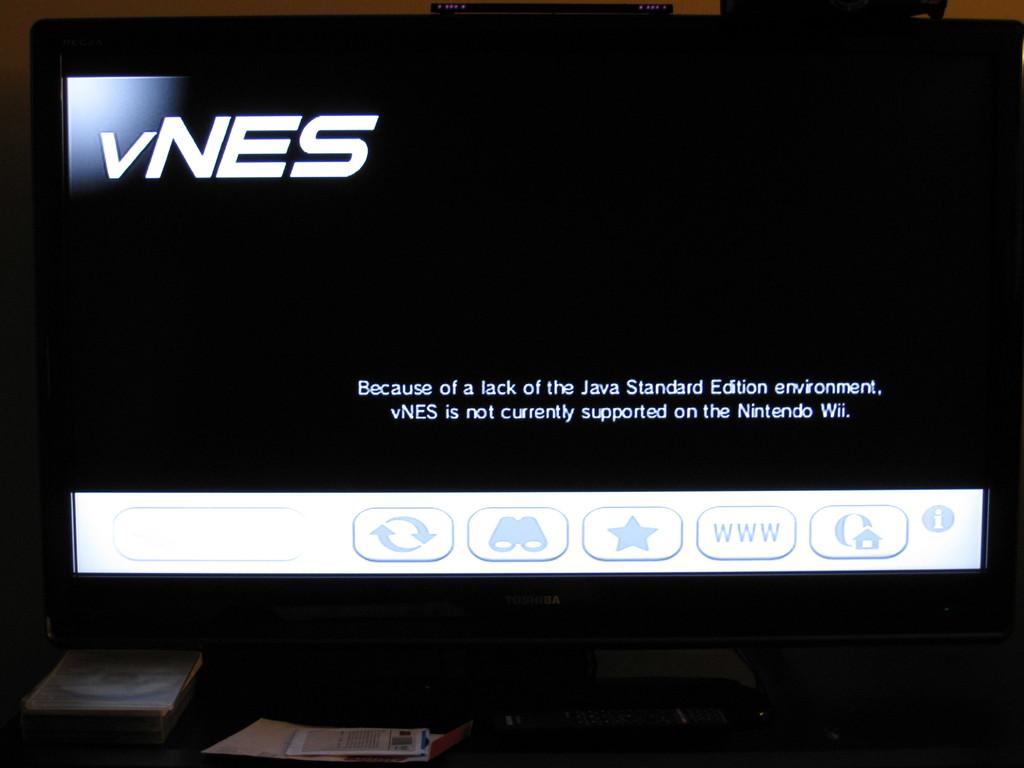 REGZA
vNES
Because of a lack of the Java Standard Edition environment,
vNES is not currently supported on the Nintendo Wii.
WWW
i
TOSHIBA